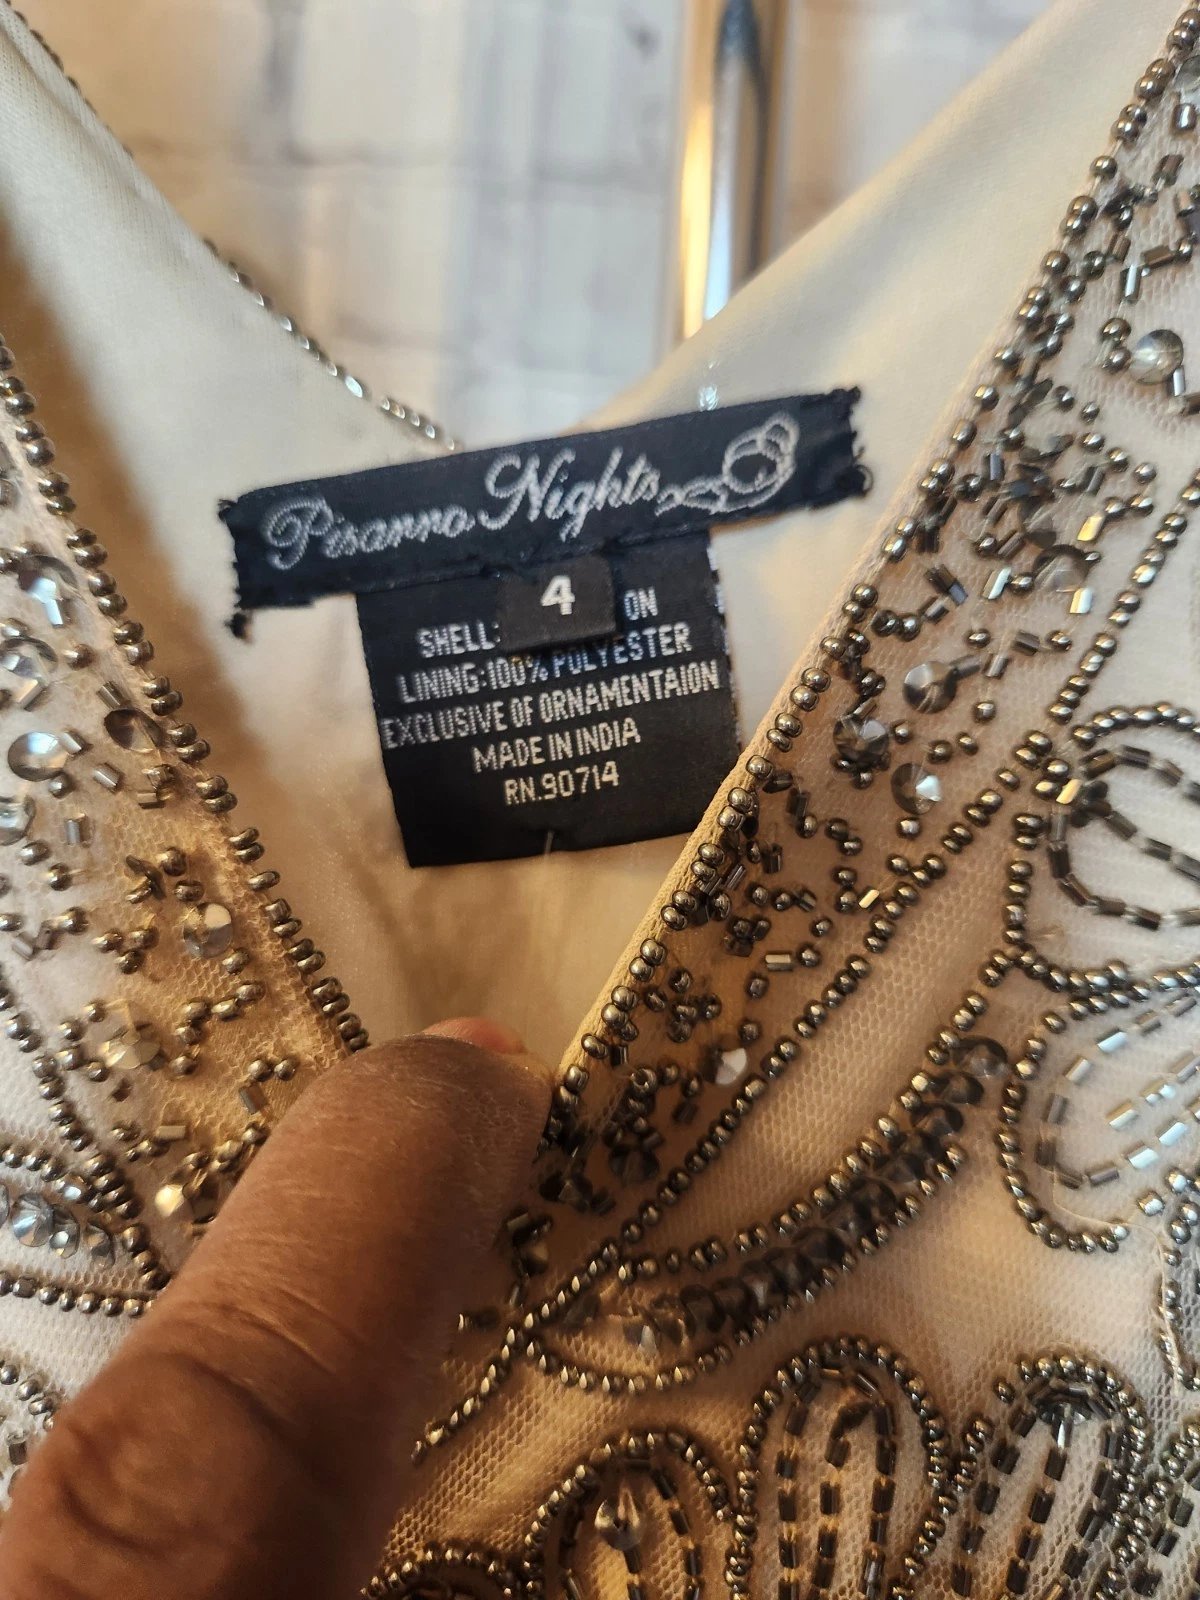 Pisarro Nights
4
SHELL: ON
LINING:100% POLYESTER
EXCLUSIVE OF ORNAMENTAION
MADE IN INDIA
RN.90714